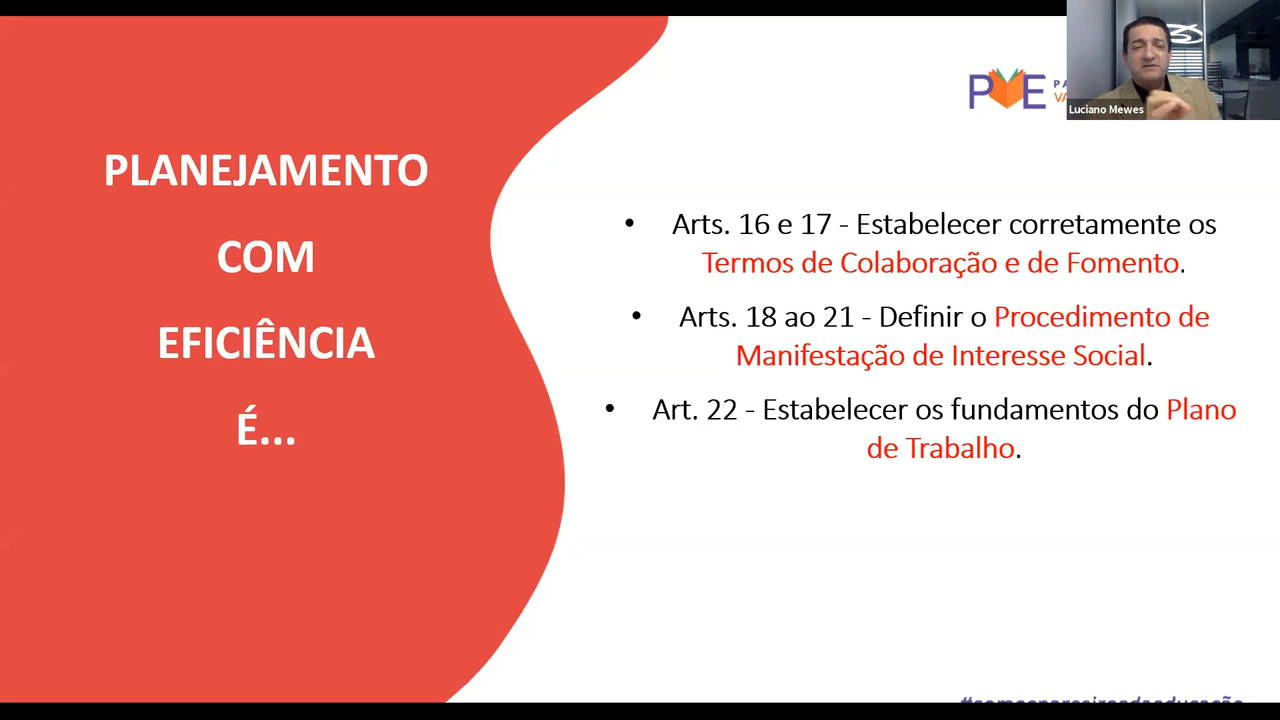 PLANEJAMENTO
COM
EFICIÊNCIA
É...
PVE
Luciano Mewes
• Arts. 16 e 17 - Estabelecer corretamente os
Termos de Colaboração e de Fomento.
• Arts. 18 ao 21 - Definir o Procedimento de
Manifestação de Interesse Social.
• Art. 22 - Estabelecer os fundamentos do Plano
de Trabalho.